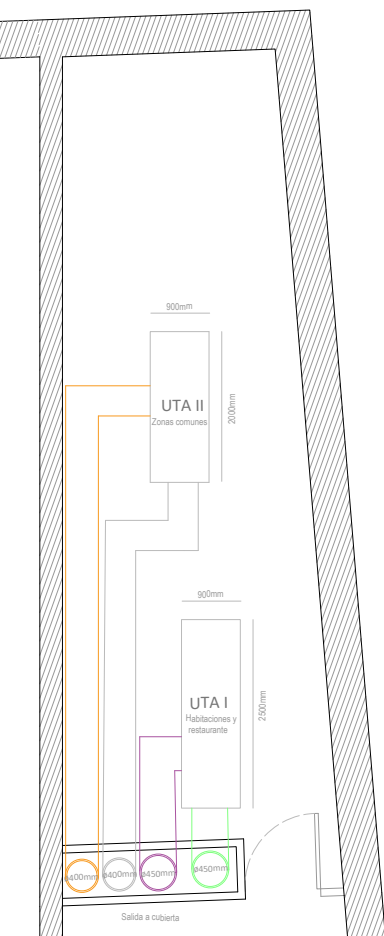 900mm
UTA II
Zonas comunes
2000mm
900mm
UTA I
Habitaciones y
restaurante
2500mm
ø400mm
ø400mm
ø450mm
ø450mm
Salida a cubierta